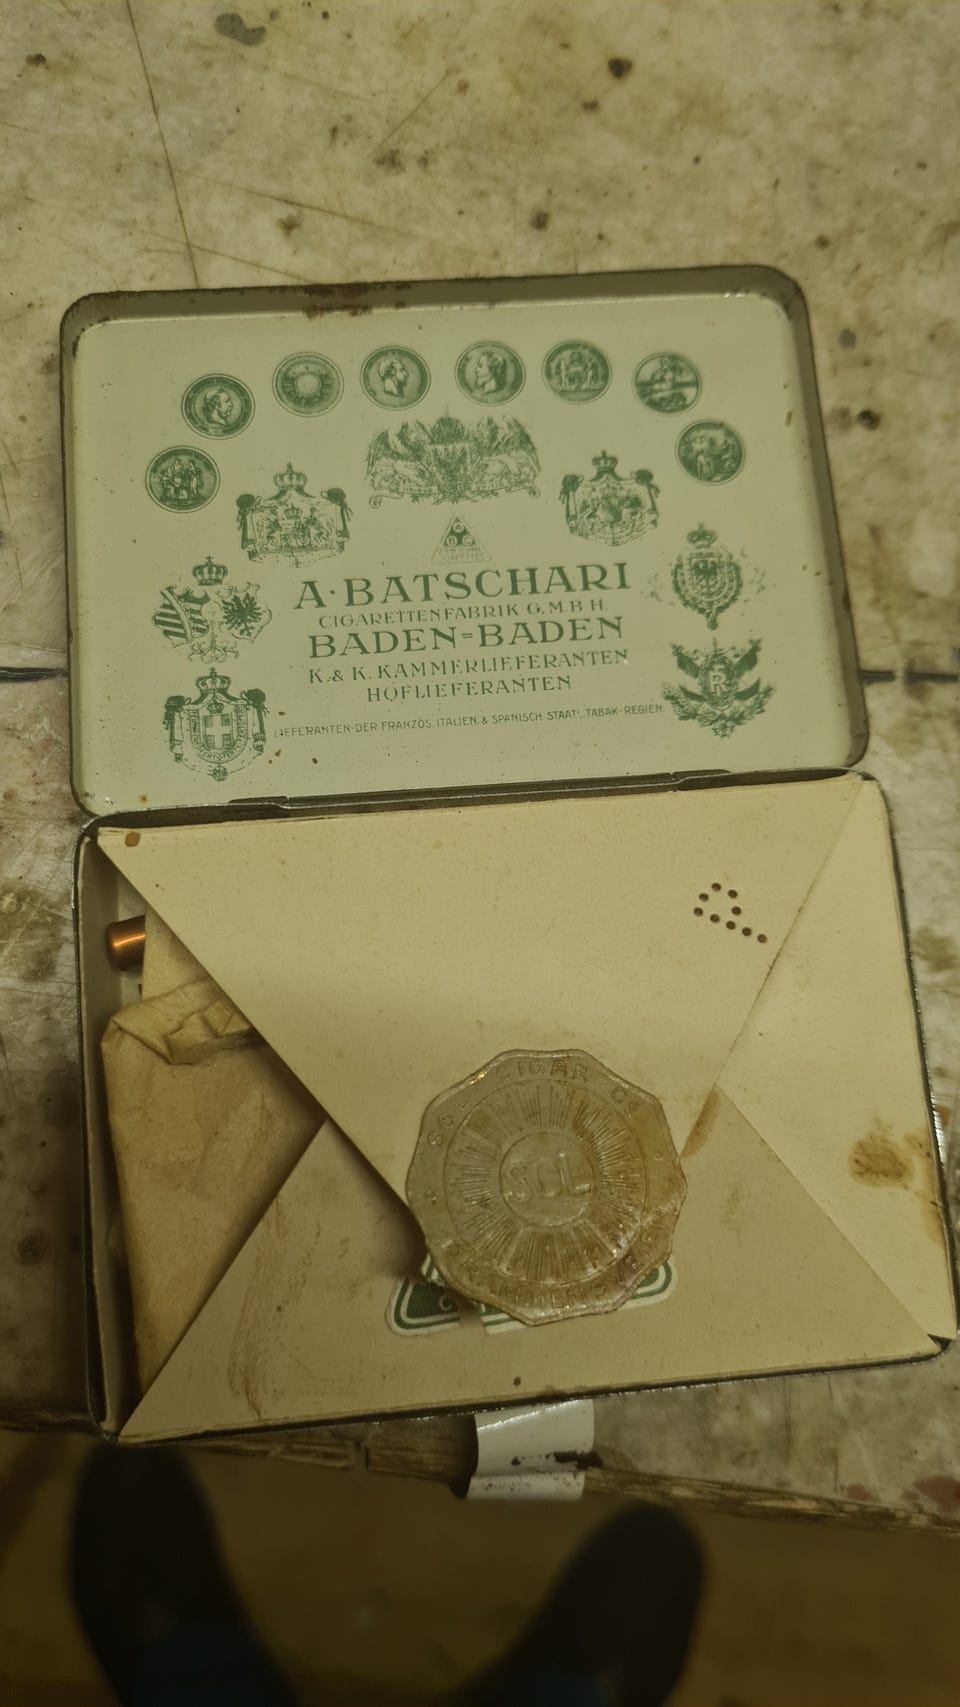 A·BATSCHARI
CIGARETTENFABRIK G.M.B.H.
BADEN=BADEN
K.& K. KAMMERLIEFERANTEN
HOFLIEFERANTEN
LIEFERANTEN·DER·FRANZÖS. ITALIEN. & SPANISCH. STAATL. TABAK-REGIEN.
R
SOL CIGAR Co
SOL